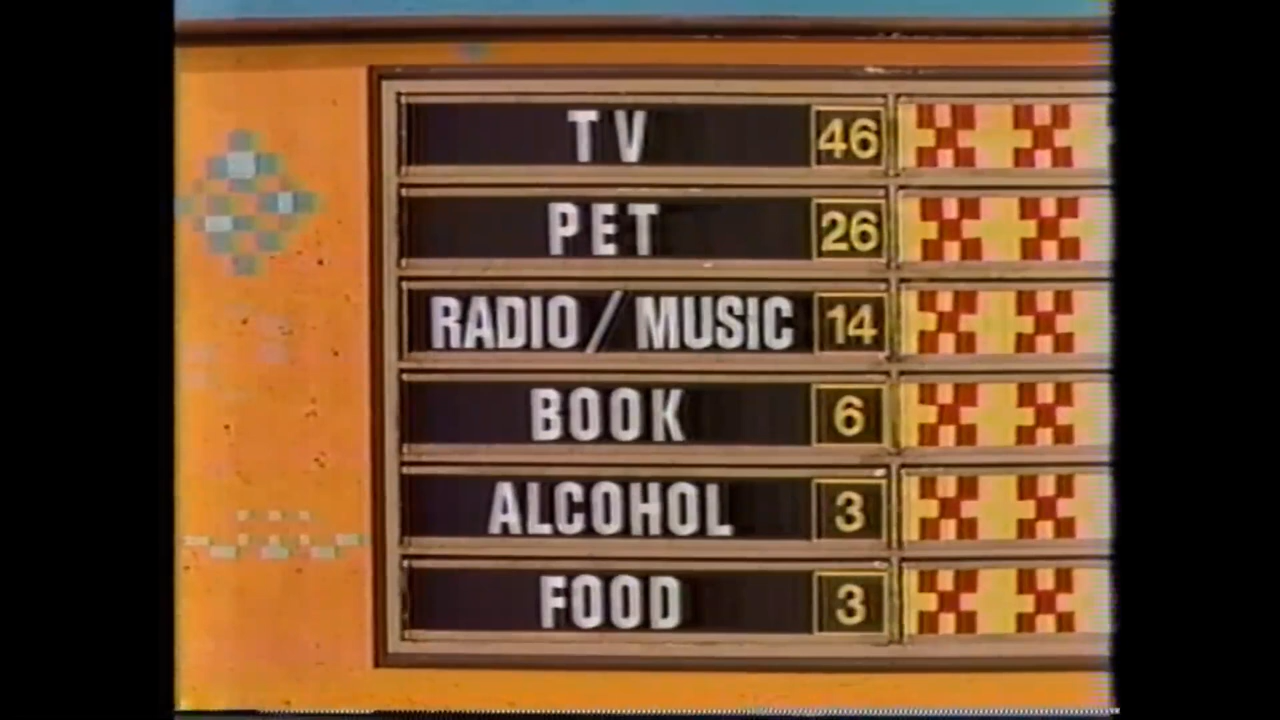 TV 46
PET 26
RADIO / MUSIC 14
BOOK 6
ALCOHOL 3
FOOD 3